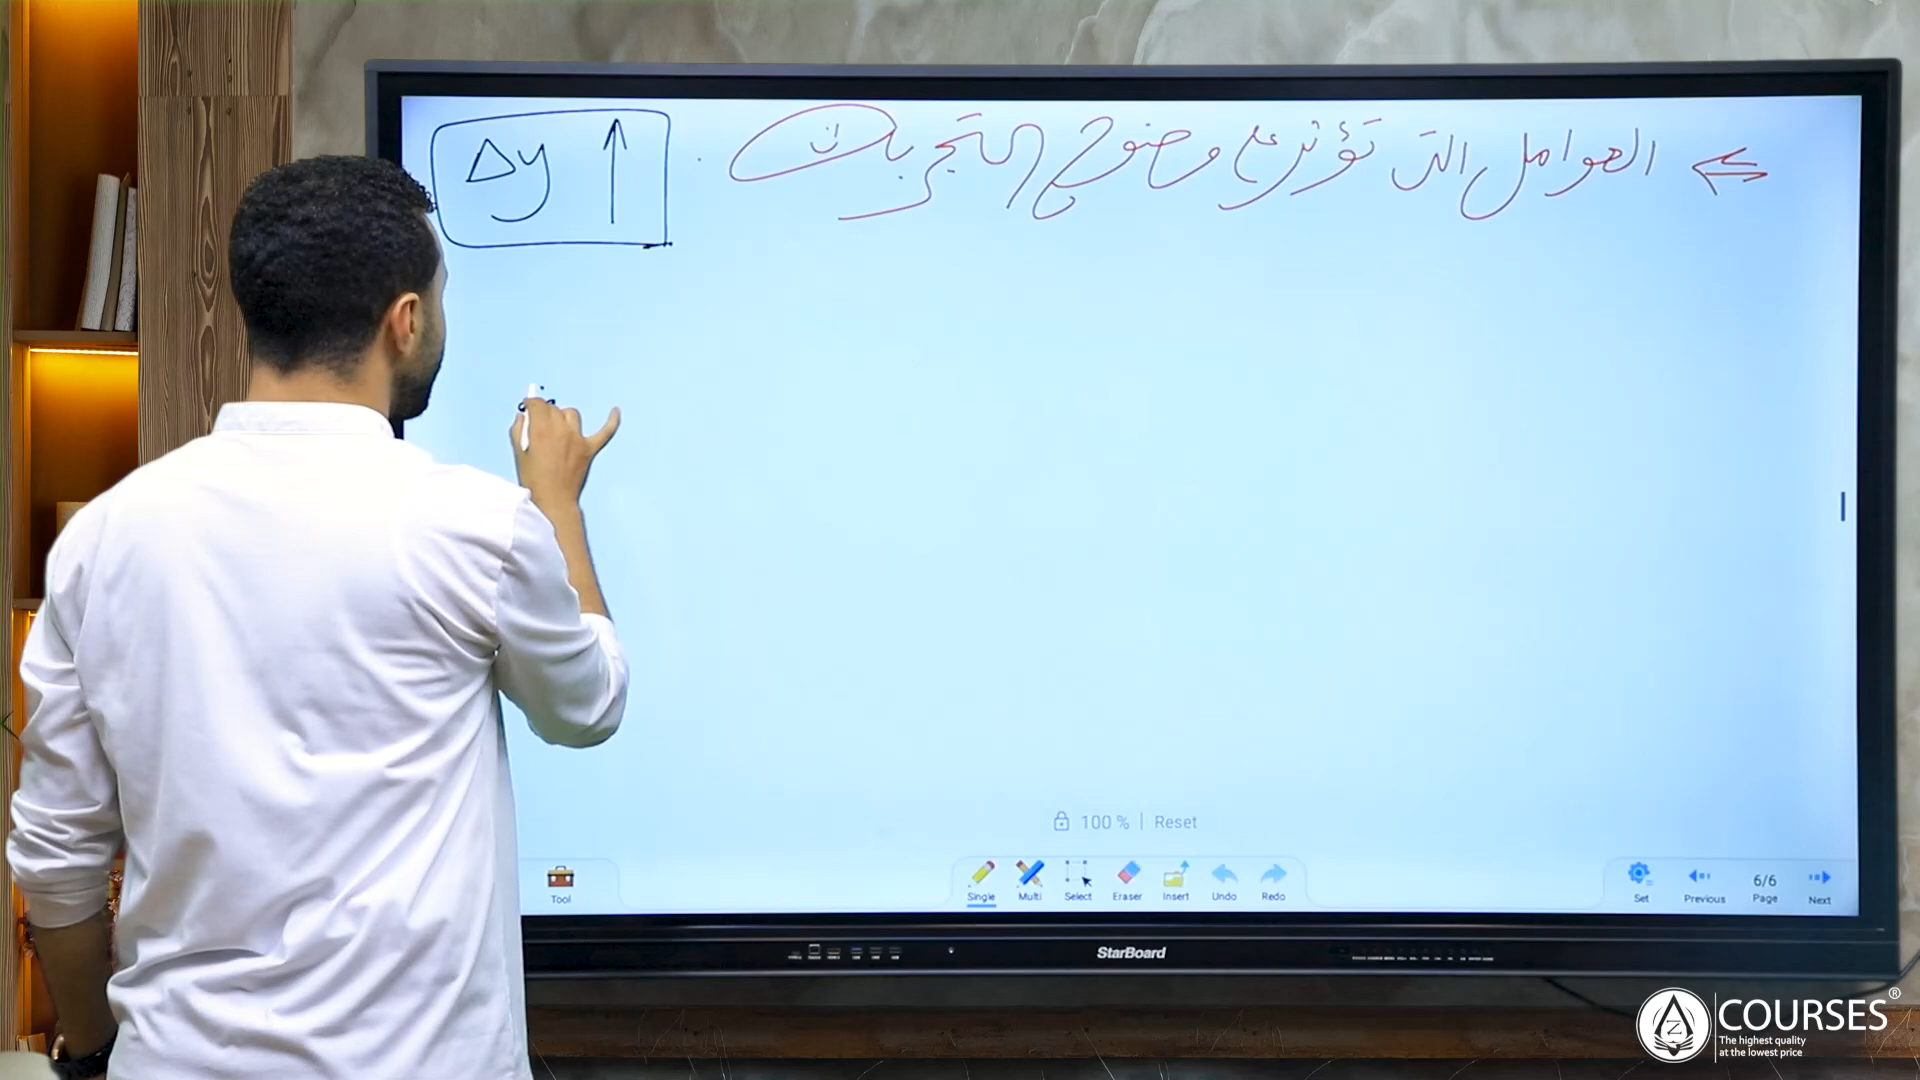 ⇐ العوامل التى تؤثر على وضوح التجربة
Δy ↑
100 % | Reset
Tool
Single Multi Select Eraser Insert Undo Redo
Set Previous 6/6 Page Next
StarBoard
COURSES®
The highest quality
at the lowest price